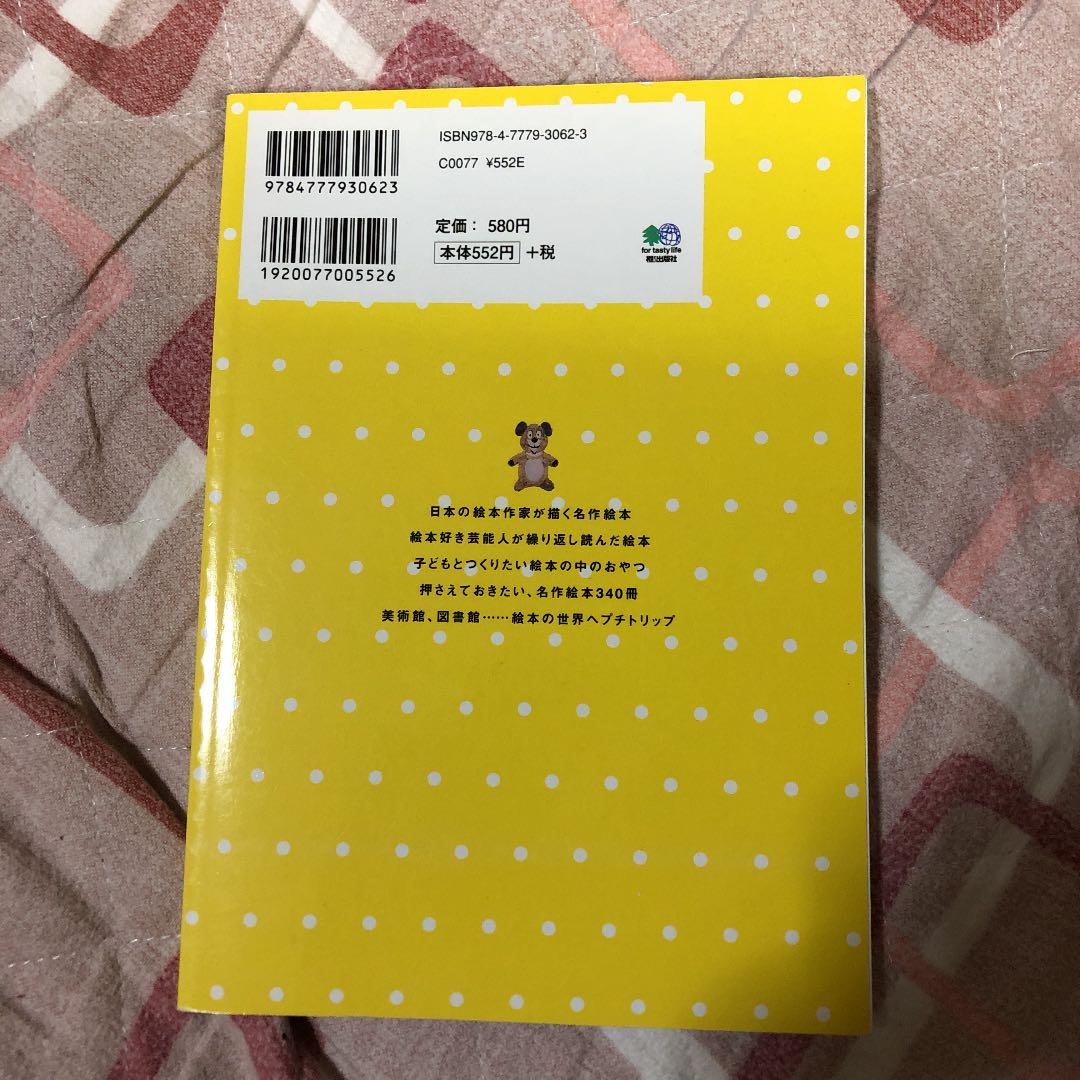 ISBN978-4-7779-3062-3
C0077 ¥552E
9784777930623
定価： 580円
本体552円 +税
1920077005526
for tasty life
枻出版社
日本の絵本作家が描く名作絵本
絵本好き芸能人が繰り返し読んだ絵本
子どもとつくりたい絵本の中のおやつ
押さえておきたい、名作絵本340冊
美術館、図書館……絵本の世界へプチトリップ